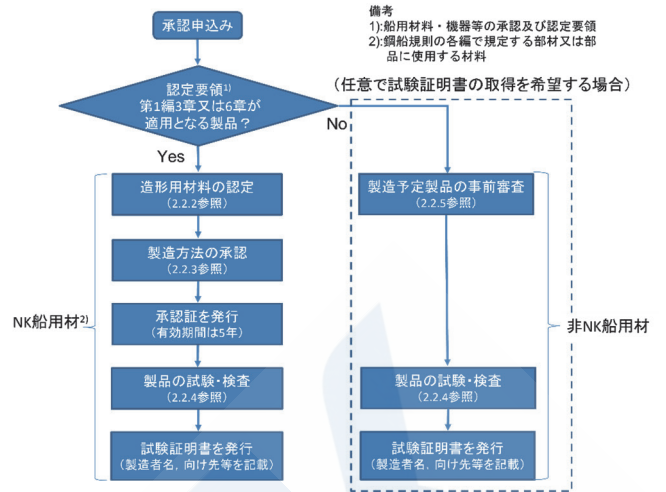 承認申込み
備考
1):船用材料・機器等の承認及び認定要領
2):鋼船規則の各編で規定する部材又は部
品に使用する材料
認定要領1)
第1編3章又は6章が
適用となる製品？
(任意で試験証明書の取得を希望する場合)
No
Yes
造形用材料の認定
(2.2.2参照)
製造方法の承認
(2.2.3参照)
承認証を発行
(有効期間は5年)
製品の試験・検査
(2.2.4参照)
試験証明書を発行
(製造者名，向け先等を記載)
NK船用材2)
製造予定製品の事前審査
(2.2.5参照)
製品の試験・検査
(2.2.4参照)
試験証明書を発行
(製造者名，向け先等を記載)
非NK船用材